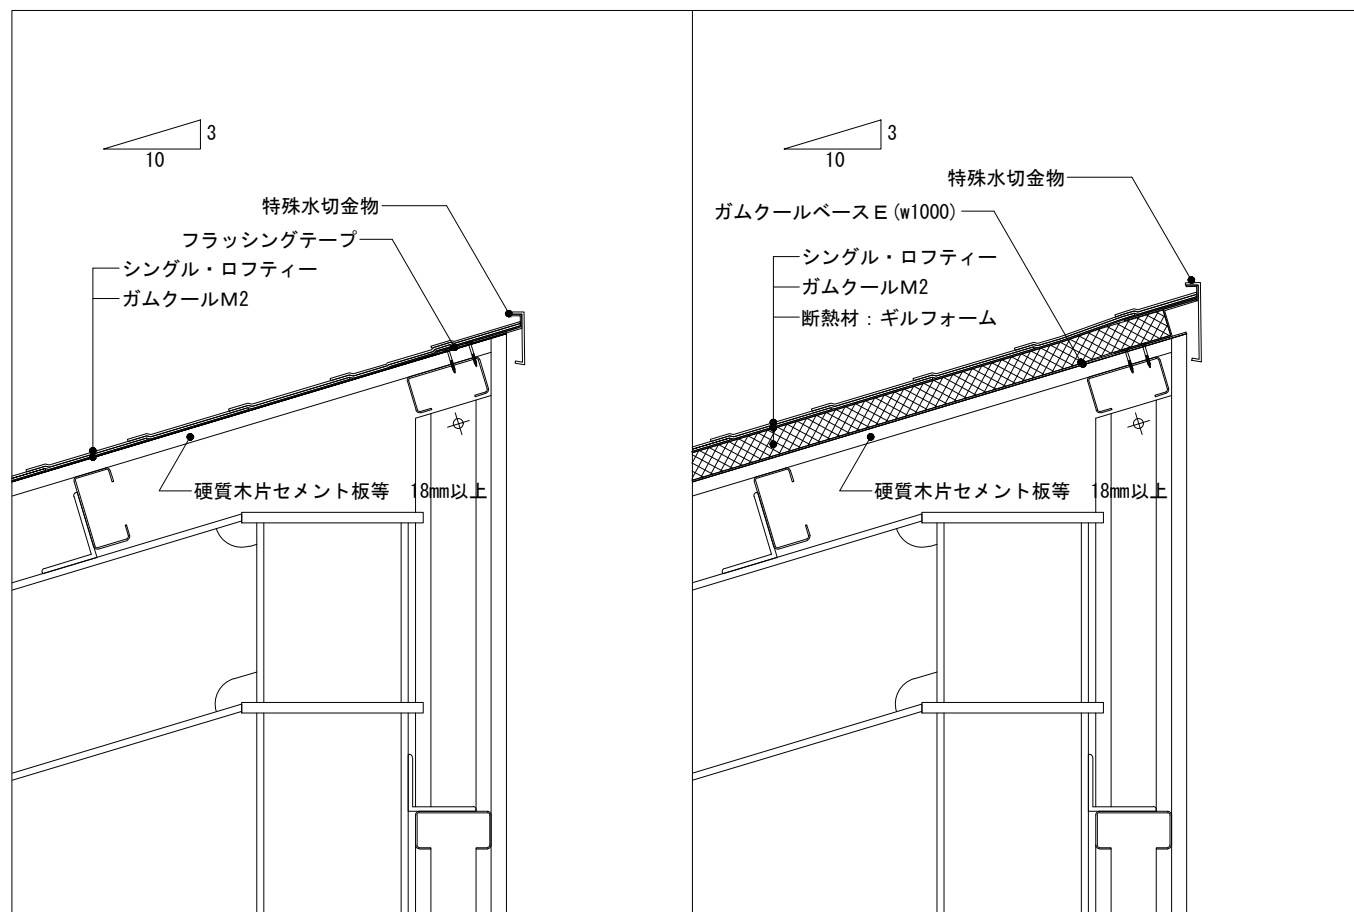 3
10
特殊水切金物
フラッシングテープ
シングル・ロフティー
ガムクールM2
硬質木片セメント板等　18mm以上
3
10
特殊水切金物
ガムクールベースE(w1000)
シングル・ロフティー
ガムクールM2
断熱材：ギルフォーム
硬質木片セメント板等　18mm以上